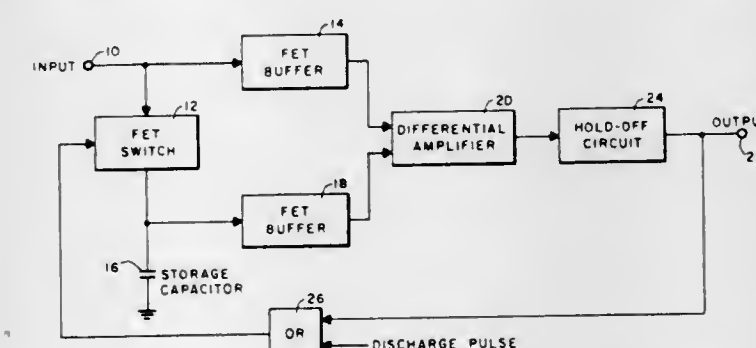 14
INPUT 10
FET
BUFFER
12
FET
SWITCH
20
DIFFERENTIAL
AMPLIFIER
24
HOLD-OFF
CIRCUIT
OUTPU
2
18
FET
BUFFER
16
STORAGE
CAPACITOR
26
OR
DISCHARGE PULSE